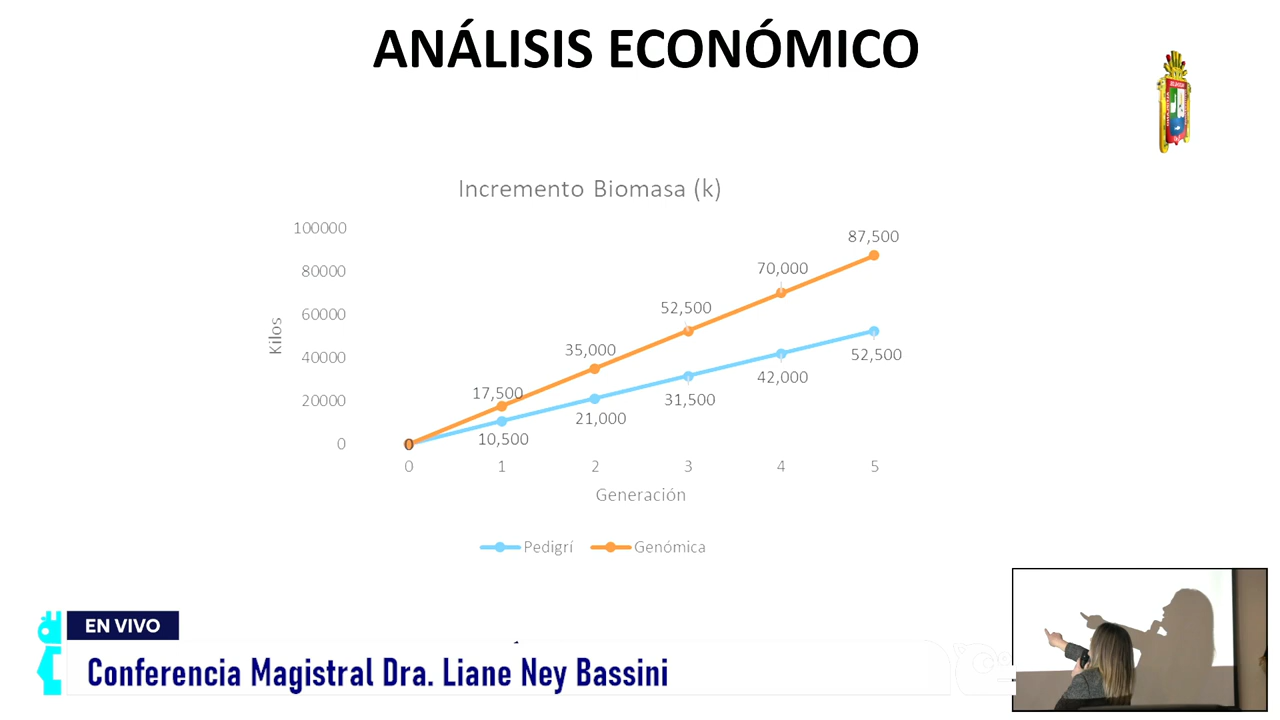 ANÁLISIS ECONÓMICO
Incremento Biomasa (k)
Kilos
100000
80000
60000
40000
20000
0
87,500
70,000
52,500
35,000
17,500
52,500
42,000
31,500
21,000
10,500
0
0 1 2 3 4 5
Generación
Pedigrí Genómica
EN VIVO
Conferencia Magistral Dra. Liane Ney Bassini